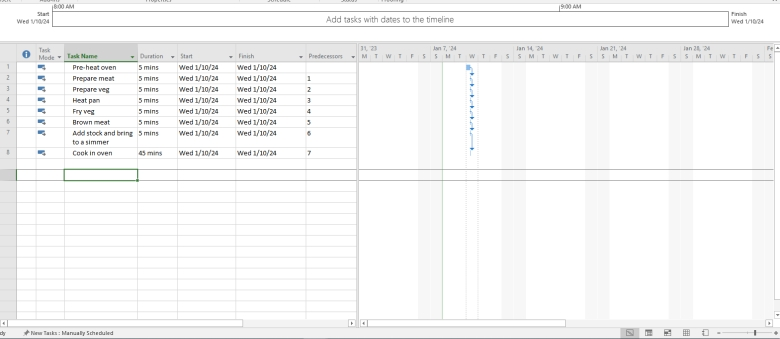 8:00 AM
9:00 AM
Start
Wed 1/10/24
Add tasks with dates to the timeline
Finish
Wed 1/10/24
Task Mode Task Name Duration Start Finish Predecessors
31, '23 Jan 7, '24 Jan 14, '24 Jan 21, '24 Jan 28, '24 Fe
M T W T F S S M T W T F S S M T W T F S S M T W T F S S M T W T F S S
1 Pre-heat oven 5 mins Wed 1/10/24 Wed 1/10/24
2 Prepare meat 5 mins Wed 1/10/24 Wed 1/10/24 1
3 Prepare veg 5 mins Wed 1/10/24 Wed 1/10/24 2
4 Heat pan 5 mins Wed 1/10/24 Wed 1/10/24 3
5 Fry veg 5 mins Wed 1/10/24 Wed 1/10/24 4
6 Brown meat 5 mins Wed 1/10/24 Wed 1/10/24 5
7 Add stock and bring 5 mins Wed 1/10/24 Wed 1/10/24 6
to a simmer
8 Cook in oven 45 mins Wed 1/10/24 Wed 1/10/24 7
dy New Tasks : Manually Scheduled